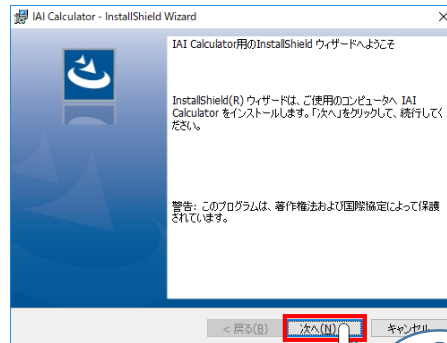 IAI Calculator - InstallShield Wizard
IAI Calculator用のInstallShield ウィザードへようこそ
InstallShield(R) ウィザードは、ご使用のコンピュータへ IAI
Calculator をインストールします。「次へ」をクリックして、続行してく
ださい。
警告: このプログラムは、著作権法および国際協定によって保護
されています。
< 戻る(B)
次へ(N)
キャンセル